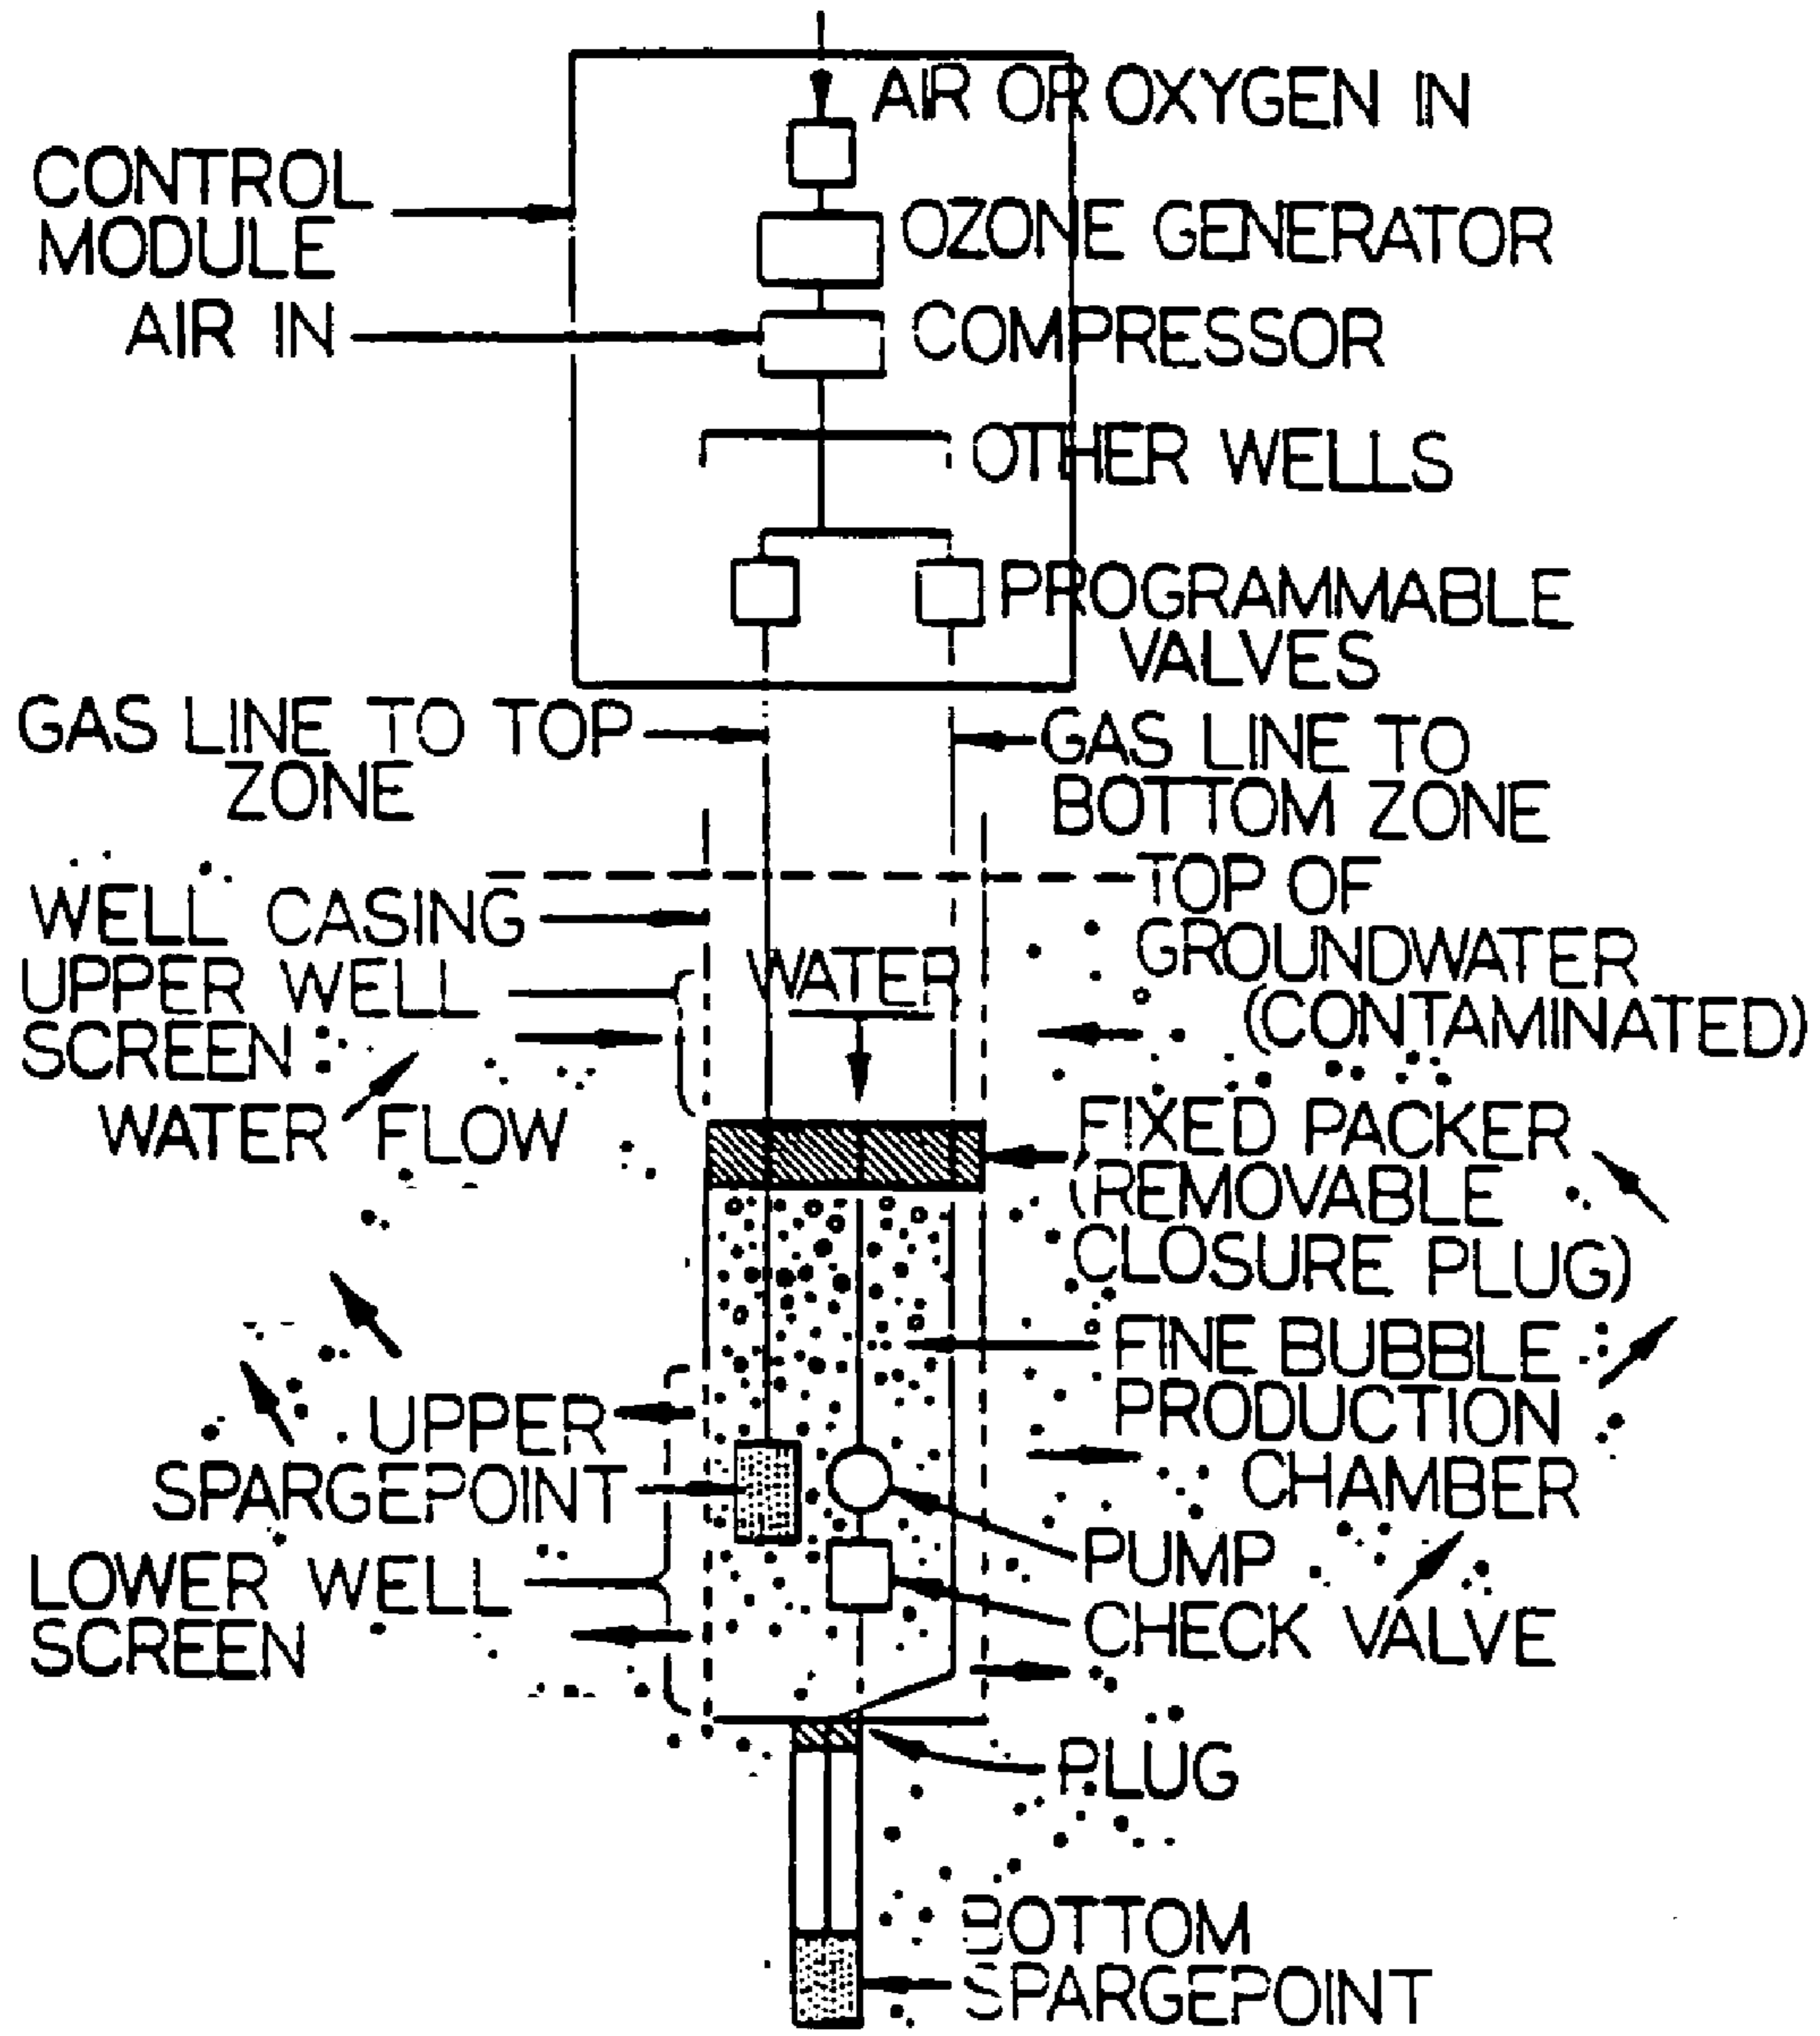 AIR OR OXYGEN IN
CONTROL
MODULE
OZONE GENERATOR
AIR IN
COMPRESSOR
OTHER WELLS
PROGRAMMABLE
VALVES
GAS LINE TO TOP
ZONE
GAS LINE TO
BOTTOM ZONE
TOP OF
GROUNDWATER
(CONTAMINATED)
WELL CASING
UPPER WELL
SCREEN
WATER
WATER FLOW
FIXED PACKER
(REMOVABLE
CLOSURE PLUG)
FINE BUBBLE
PRODUCTION
CHAMBER
UPPER
SPARGEPOINT
PUMP
LOWER WELL
SCREEN
CHECK VALVE
PLUG
BOTTOM
SPARGEPOINT